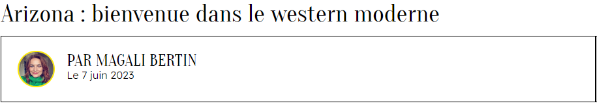 Arizona : bienvenue dans le western moderne
PAR MAGALI BERTIN
Le 7 juin 2023